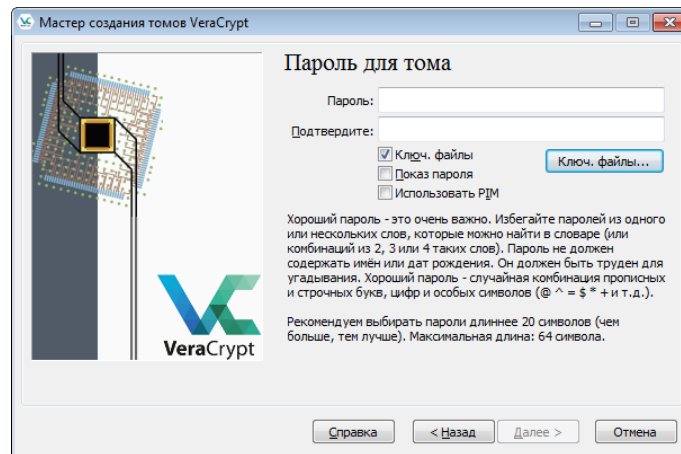 Мастер создания томов VeraCrypt
Пароль для тома
Пароль:
Подтвердите:
Ключ. файлы
Ключ. файлы...
Показ пароля
Использовать PIM
Хороший пароль - это очень важно. Избегайте паролей из одного
или нескольких слов, которые можно найти в словаре (или
комбинаций из 2, 3 или 4 таких слов). Пароль не должен
содержать имён или дат рождения. Он должен быть труден для
угадывания. Хороший пароль - случайная комбинация прописных
и строчных букв, цифр и особых символов (@ ^ = $ * + и т.д.).
Рекомендуем выбирать пароли длиннее 20 символов (чем
больше, тем лучше). Максимальная длина: 64 символа.
VeraCrypt
Справка
< Назад
Далее >
Отмена